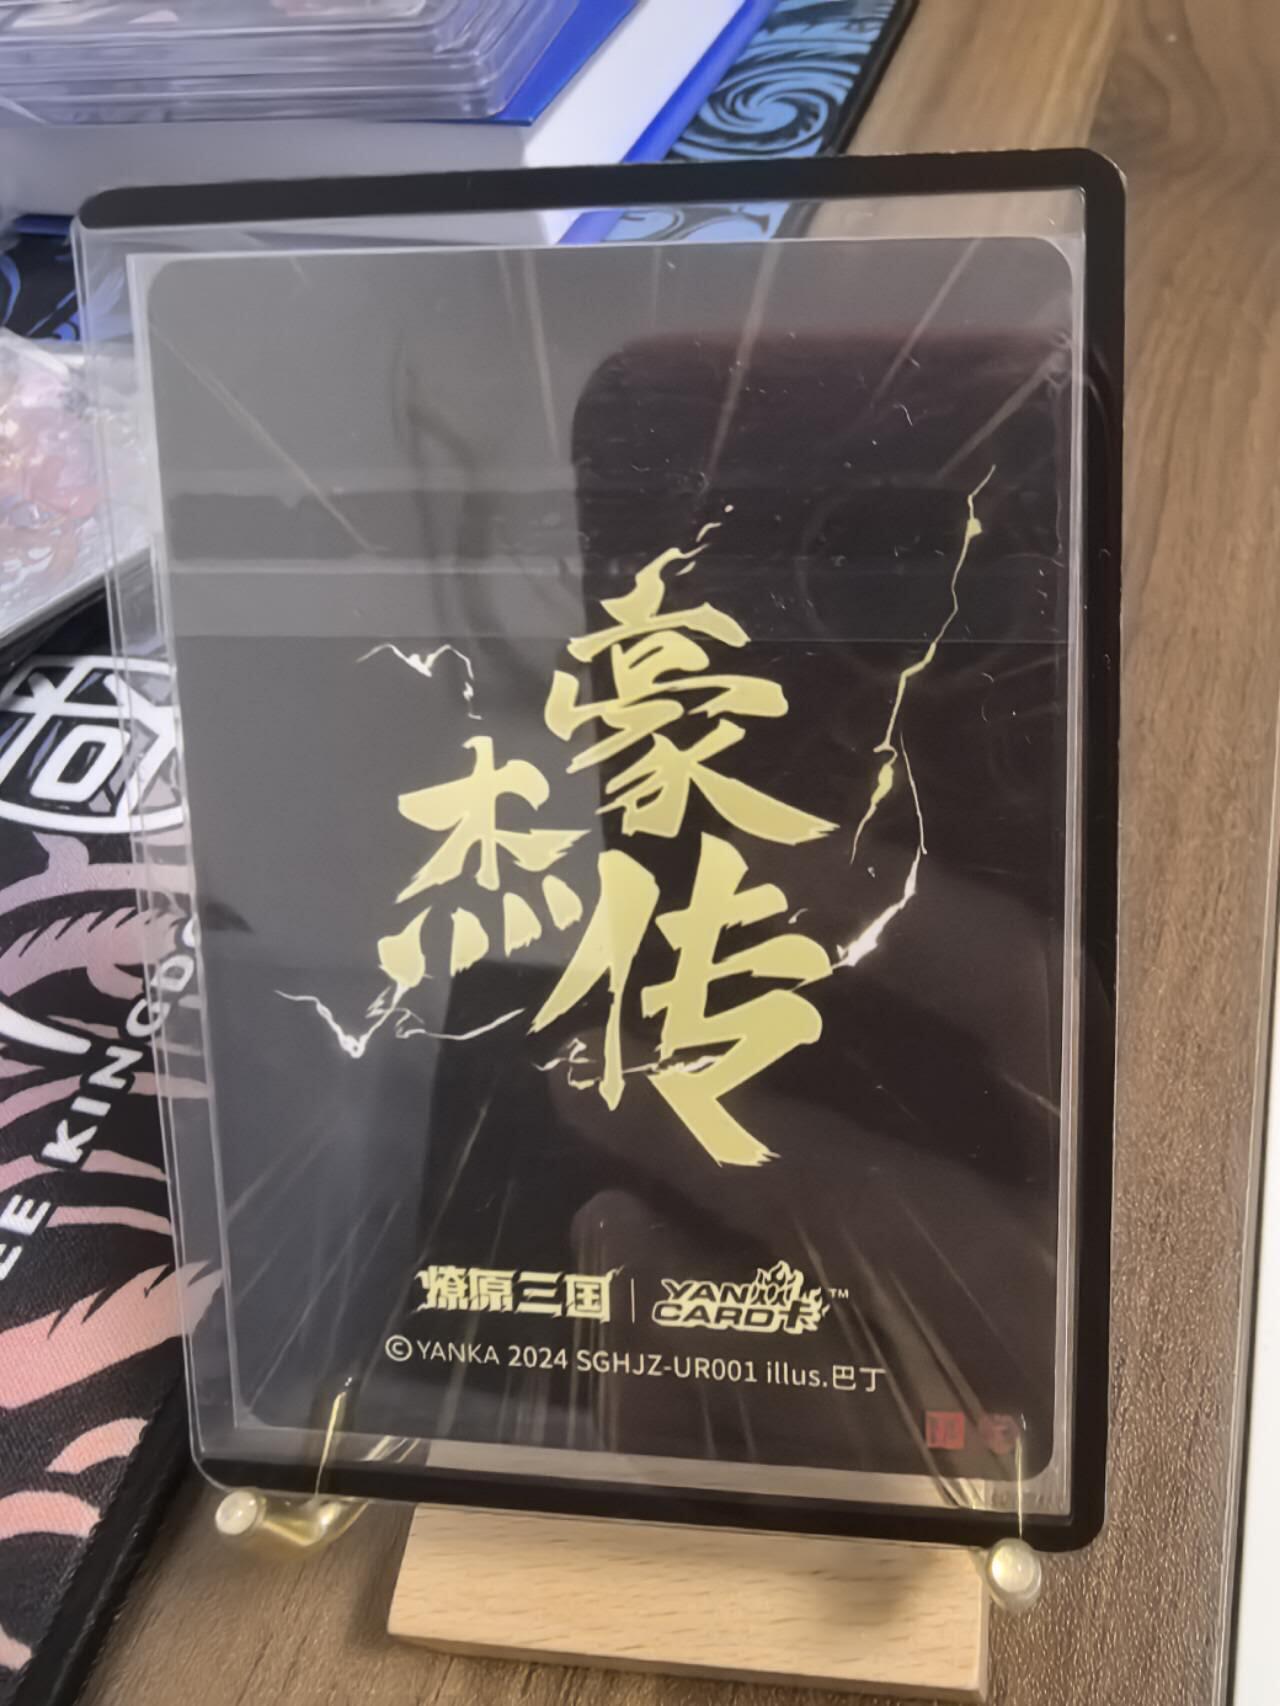 豪
杰
传
燎原三国 | YAN CARD卡™
©YANKA 2024 SGHJZ-UR001 illus.巴丁
KINGDO